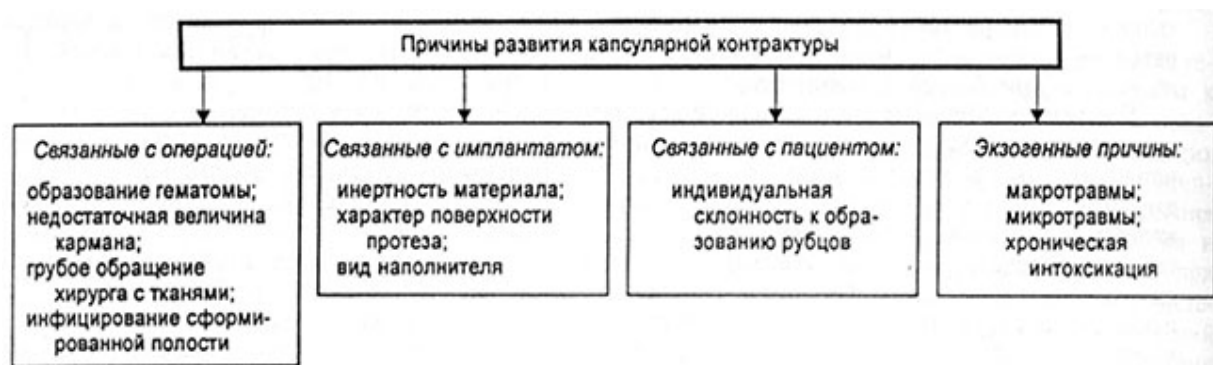 Причины развития капсулярной контрактуры
Связанные с операцией:
образование гематомы;
недостаточная величина
кармана;
грубое обращение
хирурга с тканями;
инфицирование сформи-
рованной полости
Связанные с имплантатом:
инертность материала;
характер поверхности
протеза;
вид наполнителя
Связанные с пациентом:
индивидуальная
склонность к обра-
зованию рубцов
Экзогенные причины:
макротравмы;
микротравмы;
хроническая
интоксикация